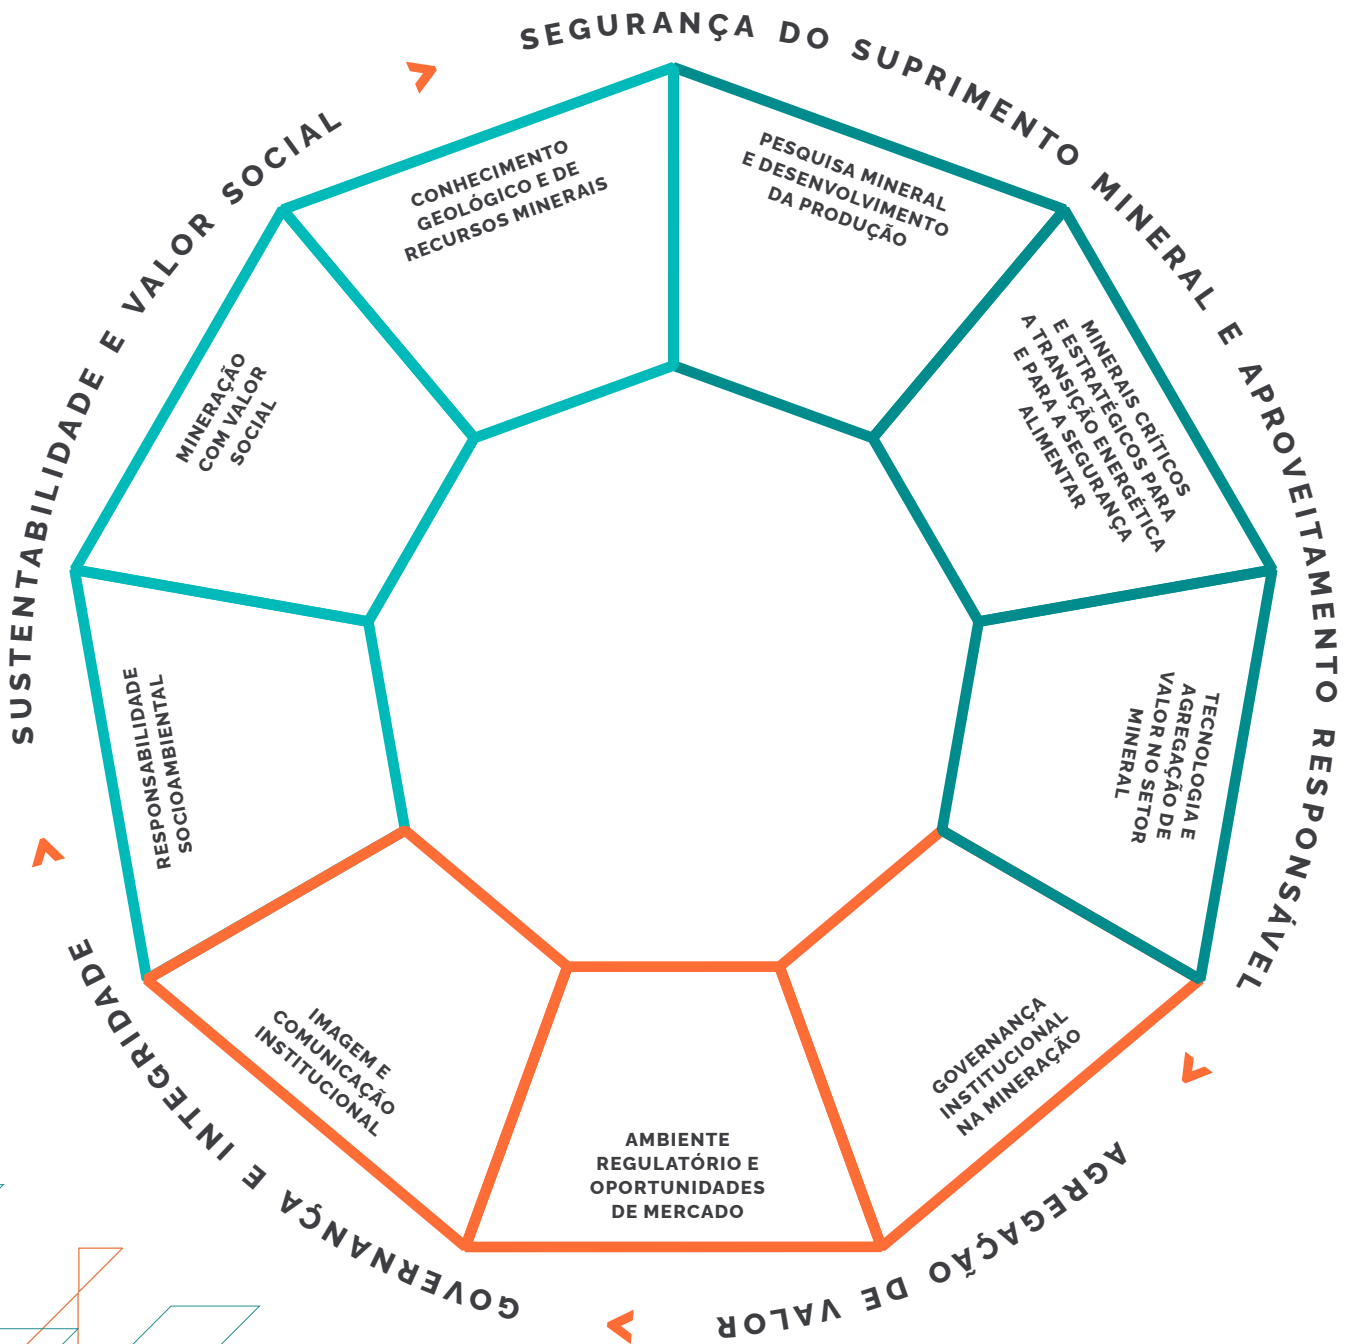 SEGURANÇA DO SUPRIMENTO MINERAL E APROVEITAMENTO RESPONSÁVEL
AGREGAÇÃO DE VALOR
GOVERNANÇA E INTEGRIDADE
SUSTENTABILIDADE E VALOR SOCIAL
CONHECIMENTO
GEOLÓGICO E DE
RECURSOS MINERAIS
PESQUISA MINERAL
E DESENVOLVIMENTO
DA PRODUÇÃO
MINERAIS CRÍTICOS
E ESTRATÉGICOS PARA
A TRANSIÇÃO ENERGÉTICA
E PARA A SEGURANÇA
ALIMENTAR
TECNOLOGIA E
AGREGAÇÃO DE
VALOR NO SETOR
MINERAL
GOVERNANÇA
INSTITUCIONAL
NA MINERAÇÃO
AMBIENTE
REGULATÓRIO E
OPORTUNIDADES
DE MERCADO
IMAGEM E
COMUNICAÇÃO
INSTITUCIONAL
RESPONSABILIDADE
SOCIOAMBIENTAL
MINERAÇÃO
COM VALOR
SOCIAL